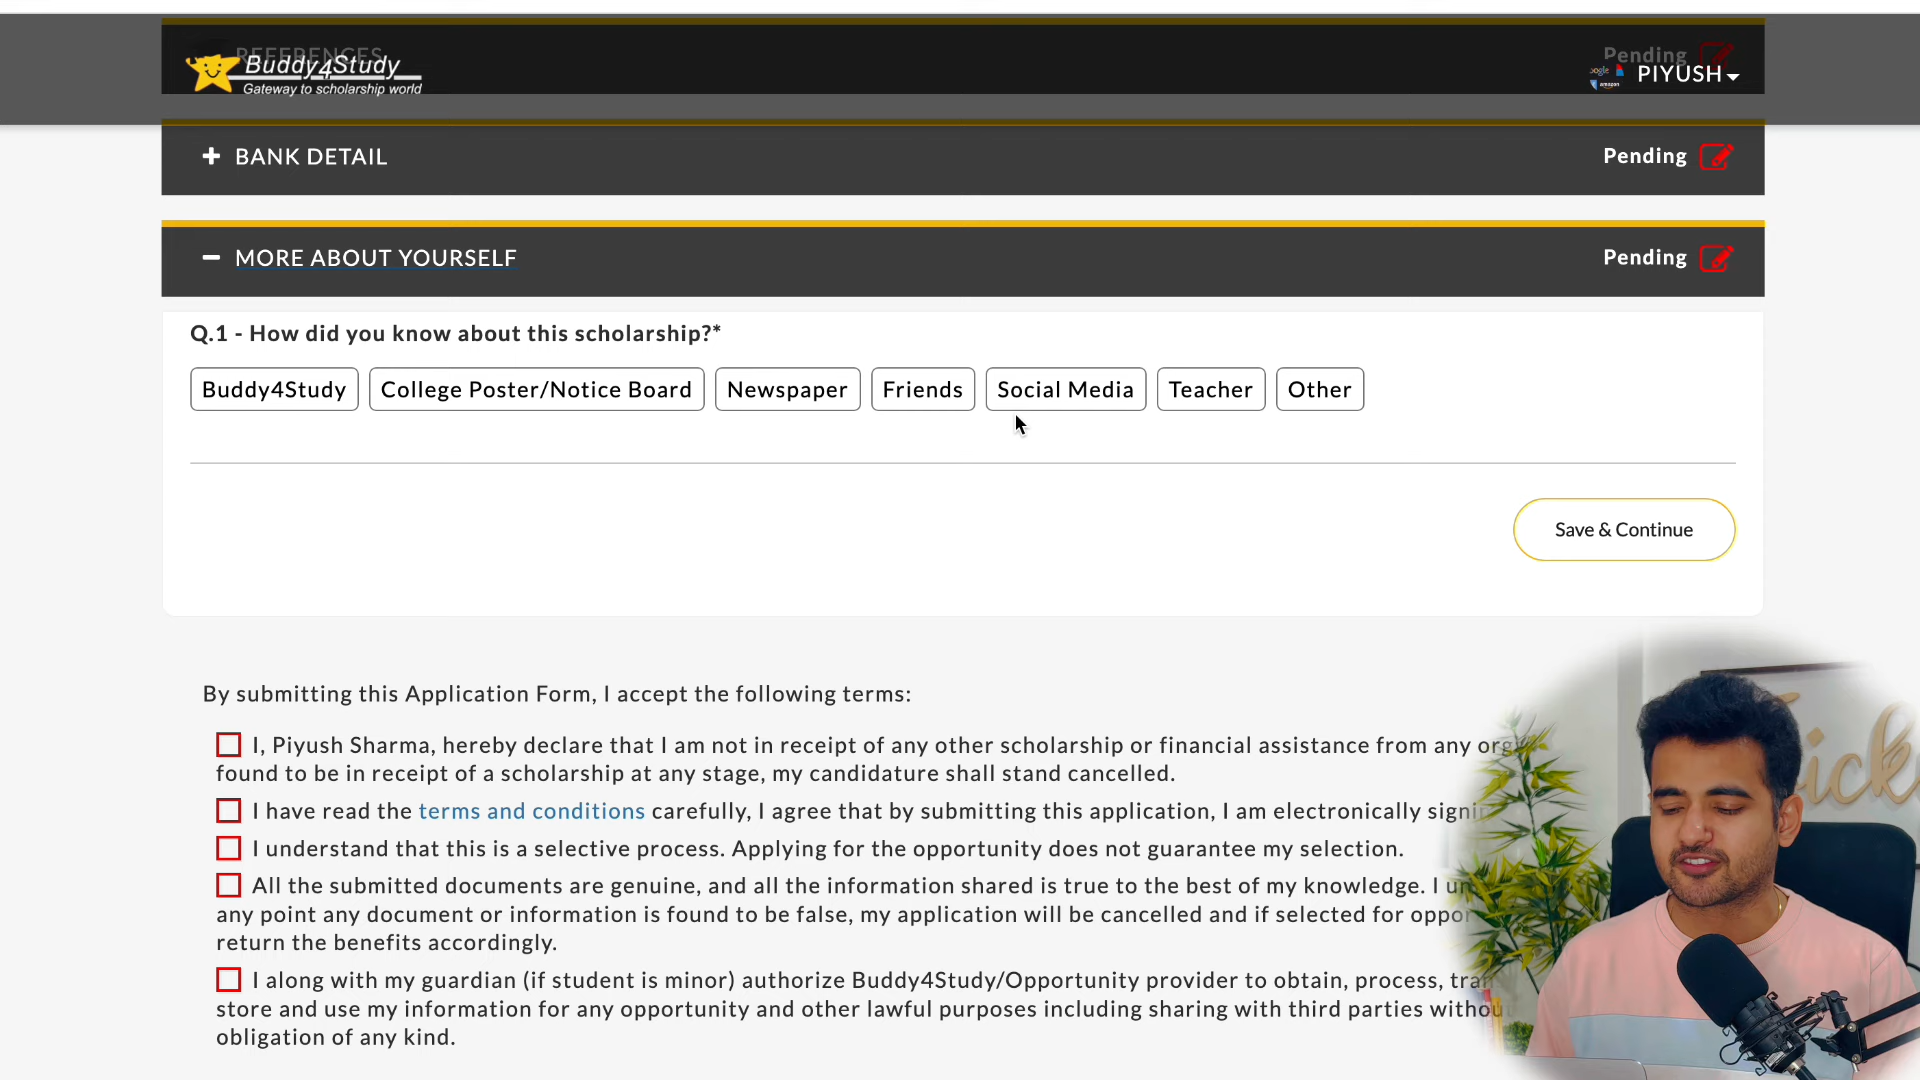 REFERENCES
Pending
Buddy4Study
Gateway to scholarship world
PIYUSH
BANK DETAIL
Pending
MORE ABOUT YOURSELF
Pending
Q.1 - How did you know about this scholarship?*
Buddy4Study
College Poster/Notice Board
Newspaper
Friends
Social Media
Teacher
Other
Save & Continue
By submitting this Application Form, I accept the following terms:
I, Piyush Sharma, hereby declare that I am not in receipt of any other scholarship or financial assistance from any
found to be in receipt of a scholarship at any stage, my candidature shall stand cancelled.
I have read the terms and conditions carefully, I agree that by submitting this application, I am electronically
I understand that this is a selective process. Applying for the opportunity does not guarantee my selection.
All the submitted documents are genuine, and all the information shared is true to the best of my knowledge. I
any point any document or information is found to be false, my application will be cancelled and if selected for
return the benefits accordingly.
I along with my guardian (if student is minor) authorize Buddy4Study/Opportunity provider to obtain, process,
store and use my information for any opportunity and other lawful purposes including sharing with third parties
obligation of any kind.